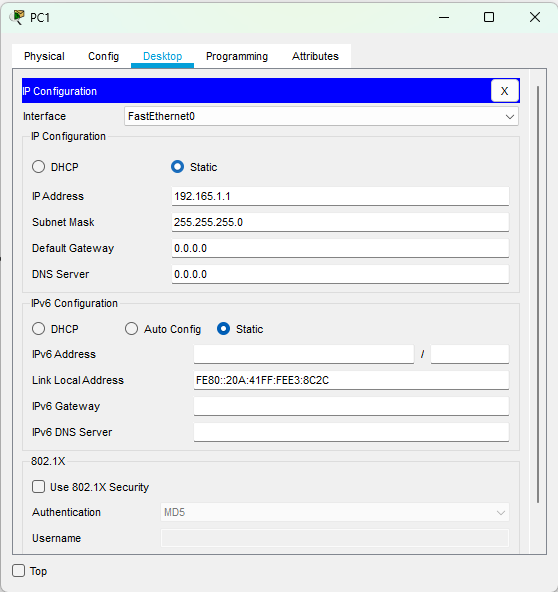 PC1
Physical Config Desktop Programming Attributes
IP Configuration X
Interface FastEthernet0
IP Configuration
DHCP Static
IP Address 192.165.1.1
Subnet Mask 255.255.255.0
Default Gateway 0.0.0.0
DNS Server 0.0.0.0
IPv6 Configuration
DHCP Auto Config Static
IPv6 Address /
Link Local Address FE80::20A:41FF:FEE3:8C2C
IPv6 Gateway
IPv6 DNS Server
802.1X
Use 802.1X Security
Authentication MD5
Username
Top